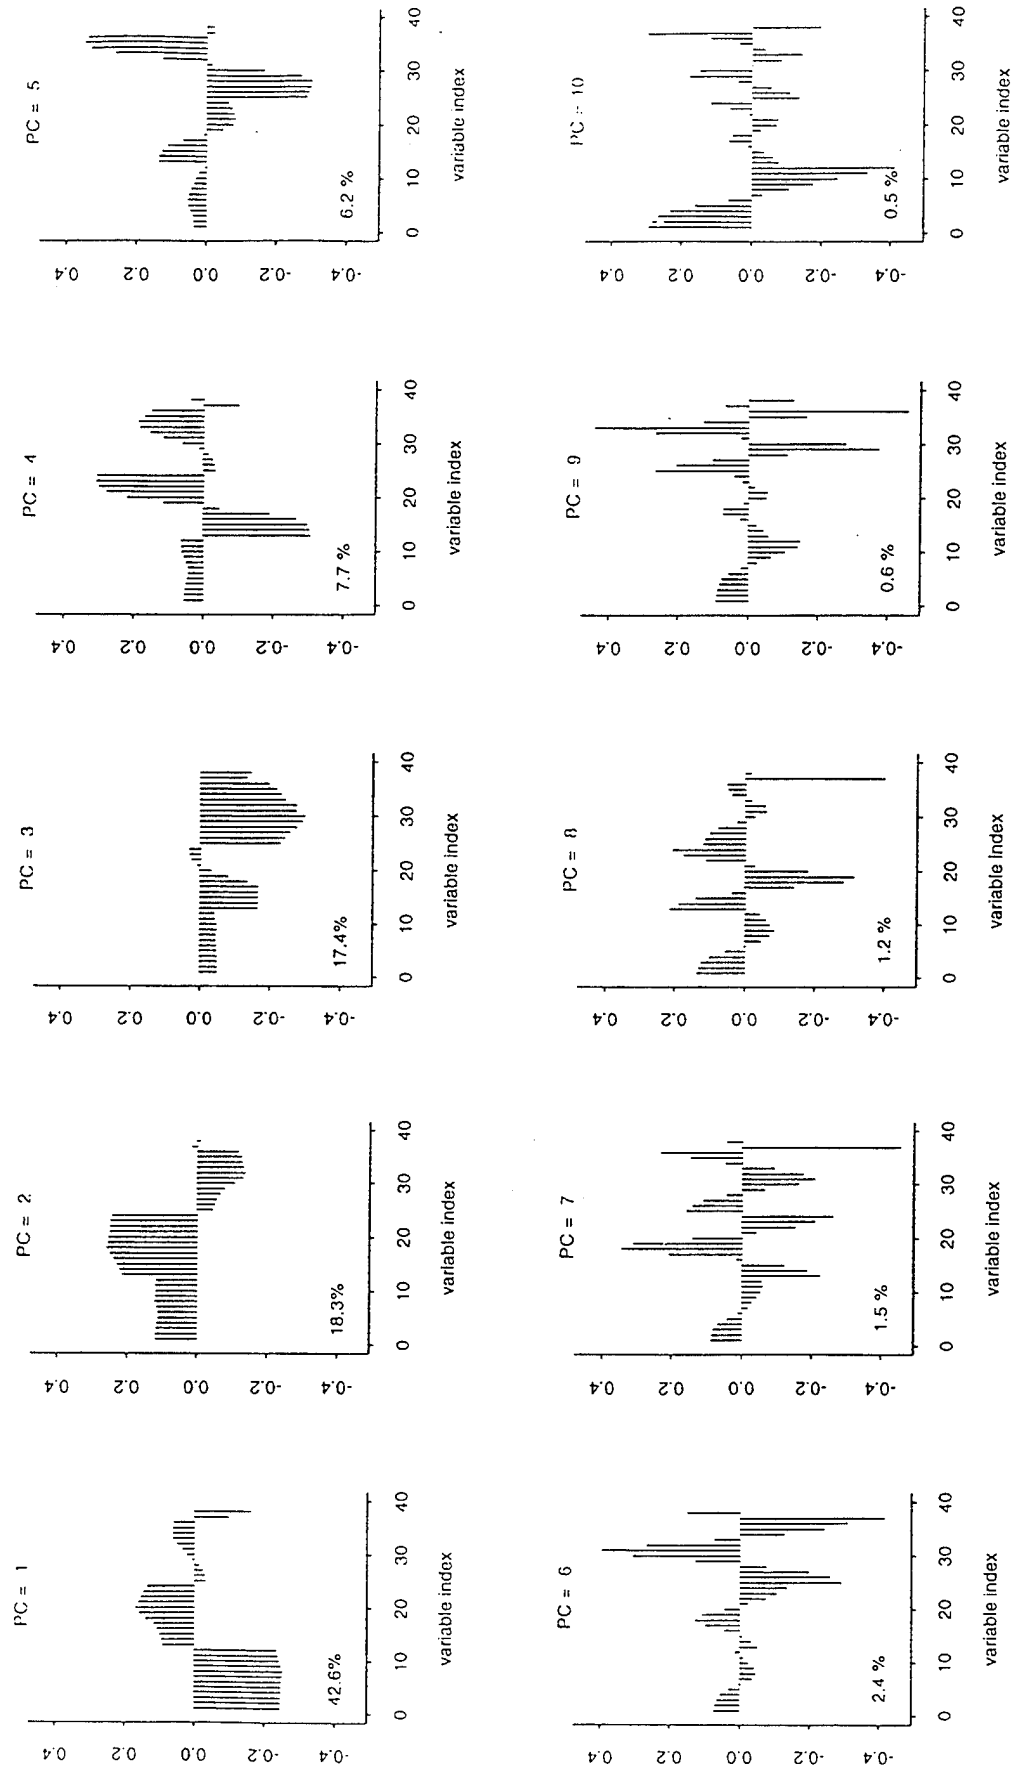 PC = 1
0.4
0.2
0.0
-0.2
-0.
42.6%
0 10 20 30 40
variable index
PC = 2
0.4
0.2
0.0
-0.2
-0.
18.3%
0 10 20 30 40
variable index
PC = 3
0.4
0.2
0.0
-0.2
-0.4
17.4%
0 10 20 30 40
variable index
PC = 4
0.4
0.2
0.0
-0.2
-0.4
7.7 %
0 10 20 30 40
variable index
PC = 5
0.4
0.2
0.0
-0.2
-0.4
6.2 %
0 10 20 30 40
variable index
PC = 6
0.4
0.2
0.0
-0.2
-0.4
2.4 %
0 10 20 30 40
variable index
PC = 7
0.4
0.2
0.0
-0.2
-0.4
1.5 %
0 10 20 30 40
variable index
PC = 8
0.4
0.2
0.0
-0.2
-0.4
1.2 %
0 10 20 30 40
variable index
PC = 9
0.4
0.2
0.0
-0.2
-0.4
0.6 %
0 10 20 30 40
variable index
PC = 10
0.4
0.2
0.0
-0.2
-0.4
0.5 %
0 10 20 30 40
variable index